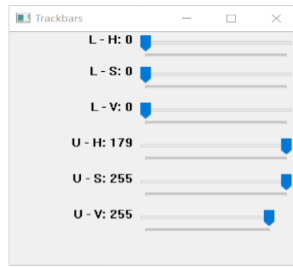 Trackbars
L - H: 0
L - S: 0
L - V: 0
U - H: 179
U - S: 255
U - V: 255